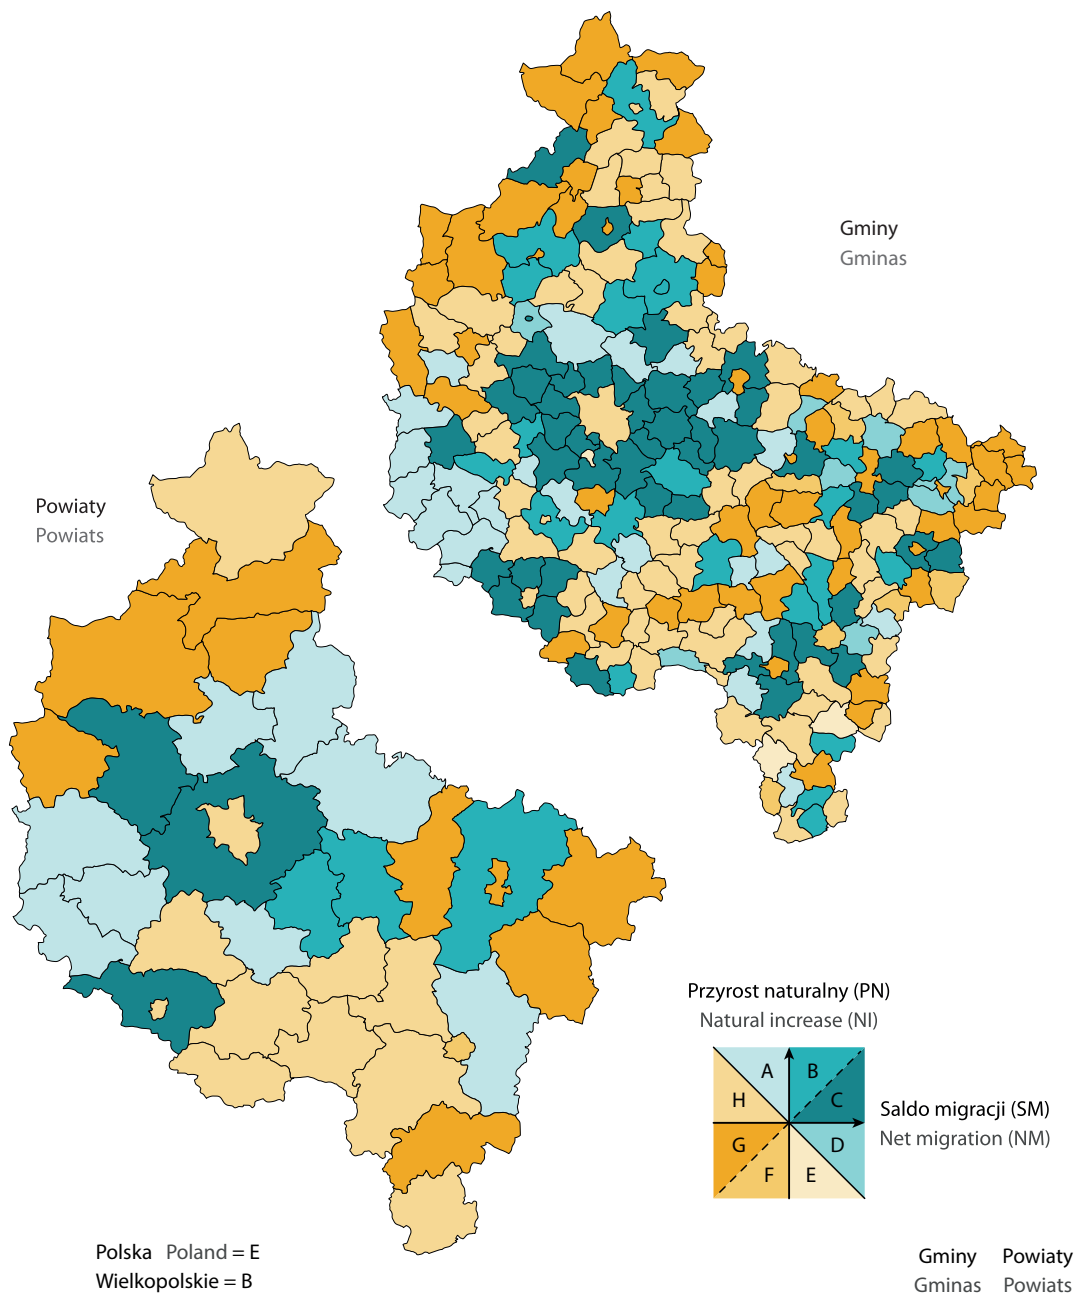 Gminy
Gminas
Powiaty
Powiats
Przyrost naturalny (PN)
Natural increase (NI)
A B
H C
G D
F E
Saldo migracji (SM)
Net migration (NM)
Polska Poland = E
Wielkopolskie = B
Gminy Powiaty
Gminas Powiats